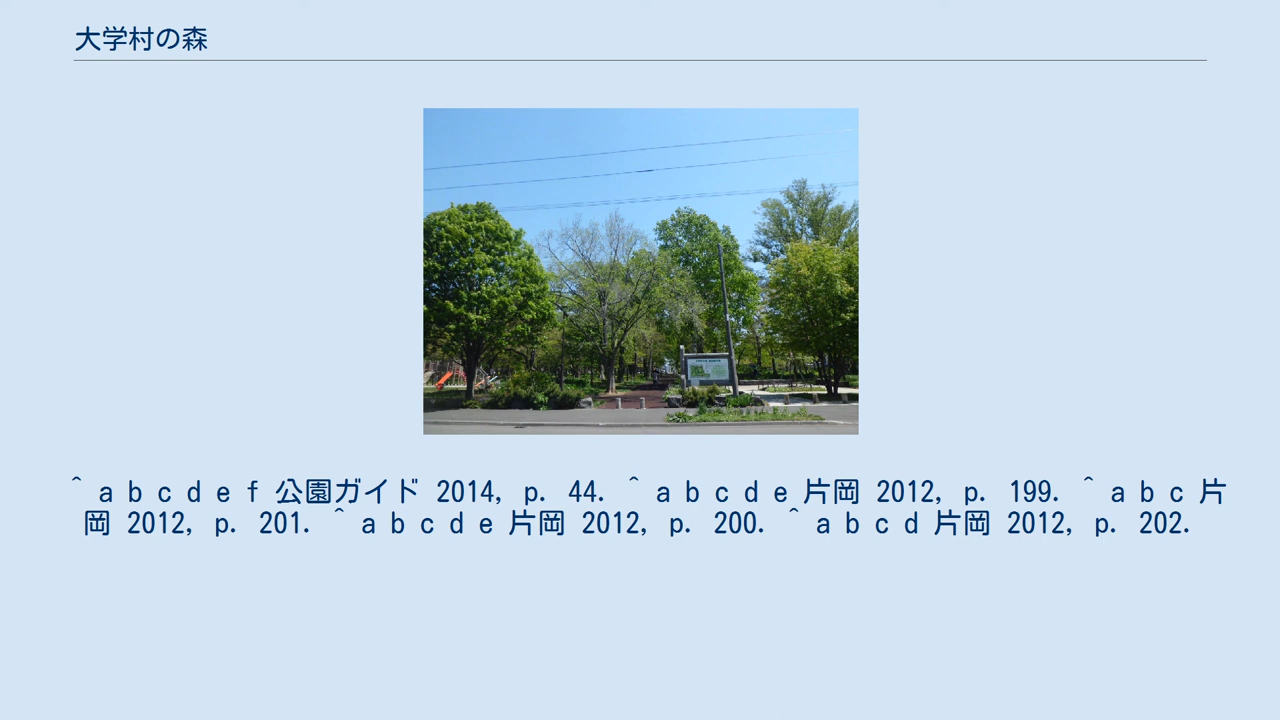 大学村の森
^ a b c d e f 公園ガイド 2014, p. 44. ^ a b c d e 片岡 2012, p. 199. ^ a b c 片
岡 2012, p. 201. ^ a b c d e 片岡 2012, p. 200. ^ a b c d 片岡 2012, p. 202.